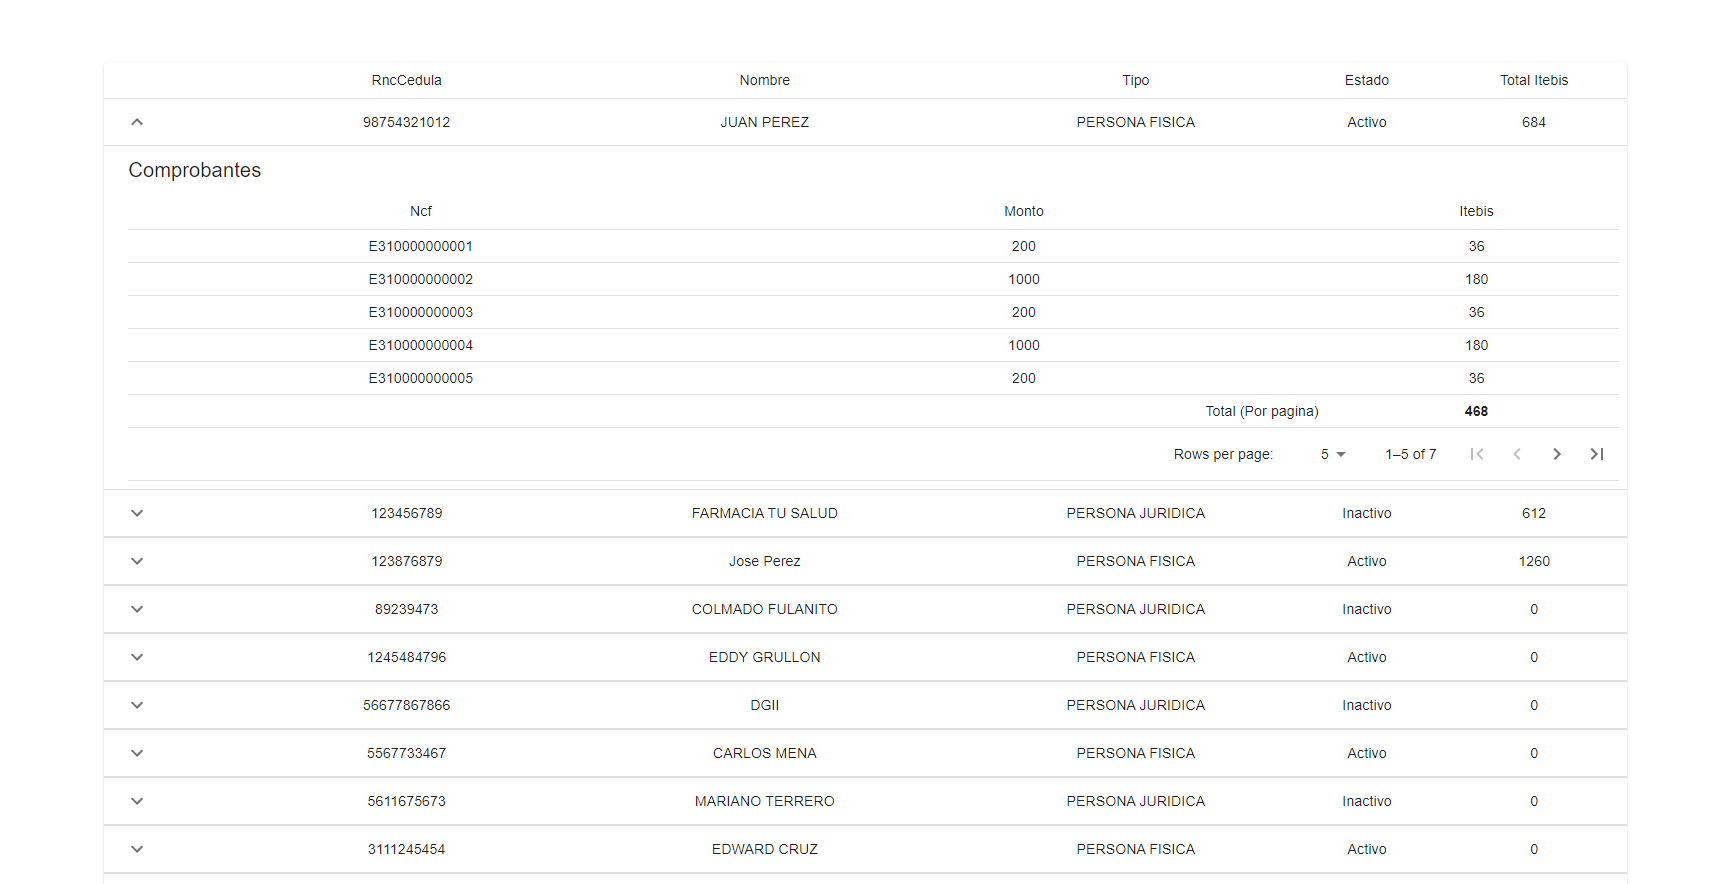 RncCedula Nombre Tipo Estado Total Itebis
98754321012 JUAN PEREZ PERSONA FISICA Activo 684
Comprobantes
Ncf Monto Itebis
E310000000001 200 36
E310000000002 1000 180
E310000000003 200 36
E310000000004 1000 180
E310000000005 200 36
Total (Por pagina) 468
Rows per page: 5 1–5 of 7
123456789 FARMACIA TU SALUD PERSONA JURIDICA Inactivo 612
123876879 Jose Perez PERSONA FISICA Activo 1260
89239473 COLMADO FULANITO PERSONA JURIDICA Inactivo 0
1245484796 EDDY GRULLON PERSONA FISICA Activo 0
56677867866 DGII PERSONA JURIDICA Inactivo 0
5567733467 CARLOS MENA PERSONA FISICA Activo 0
5611675673 MARIANO TERRERO PERSONA JURIDICA Inactivo 0
3111245454 EDWARD CRUZ PERSONA FISICA Activo 0